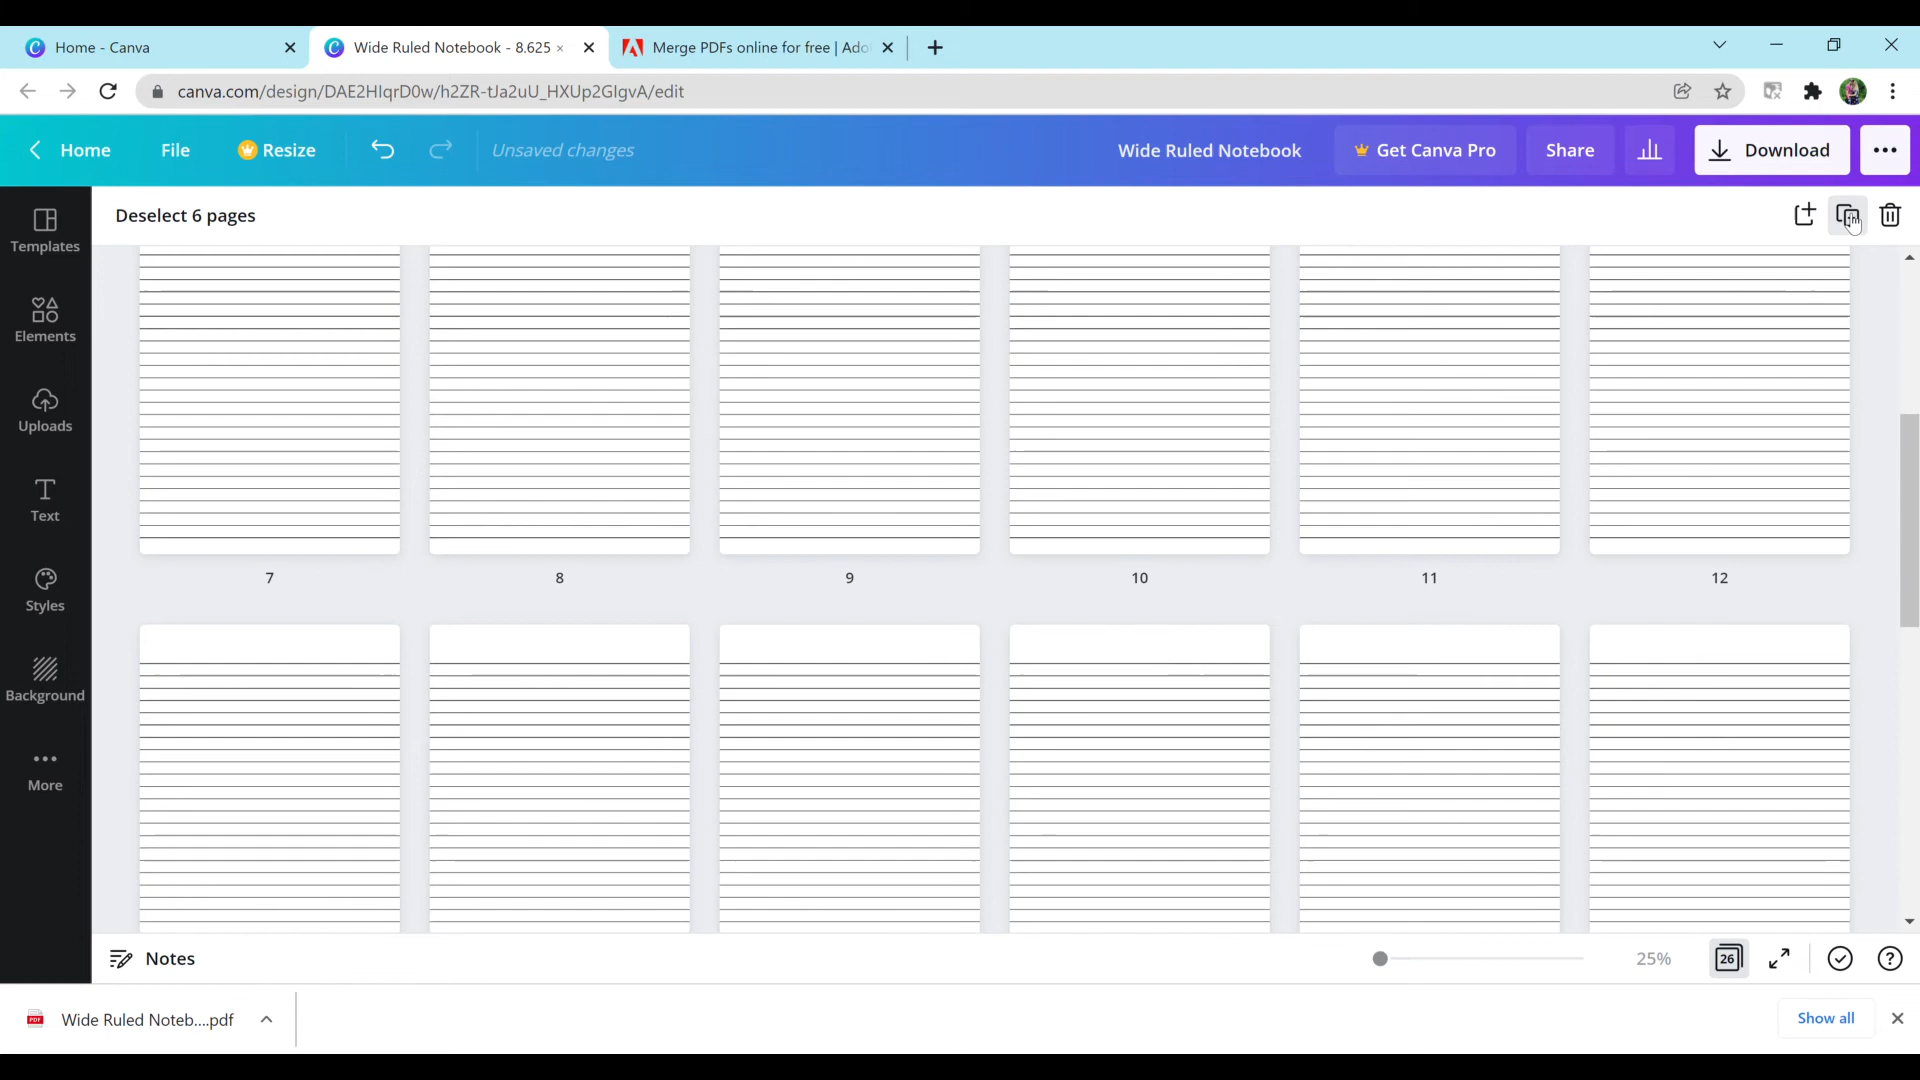 Home - Canva
Wide Ruled Notebook - 8.625
Merge PDFs online for free | Ado
canva.com/design/DAE2HIqrD0w/h2ZR-tJa2uU_HXUp2GIgvA/edit
Home
File
Resize
Unsaved changes
Wide Ruled Notebook
Get Canva Pro
Share
Download
Deselect 6 pages
Templates
Elements
Uploads
Text
Styles
Background
More
7
8
9
10
11
12
Notes
25%
26
Wide Ruled Noteb....pdf
Show all